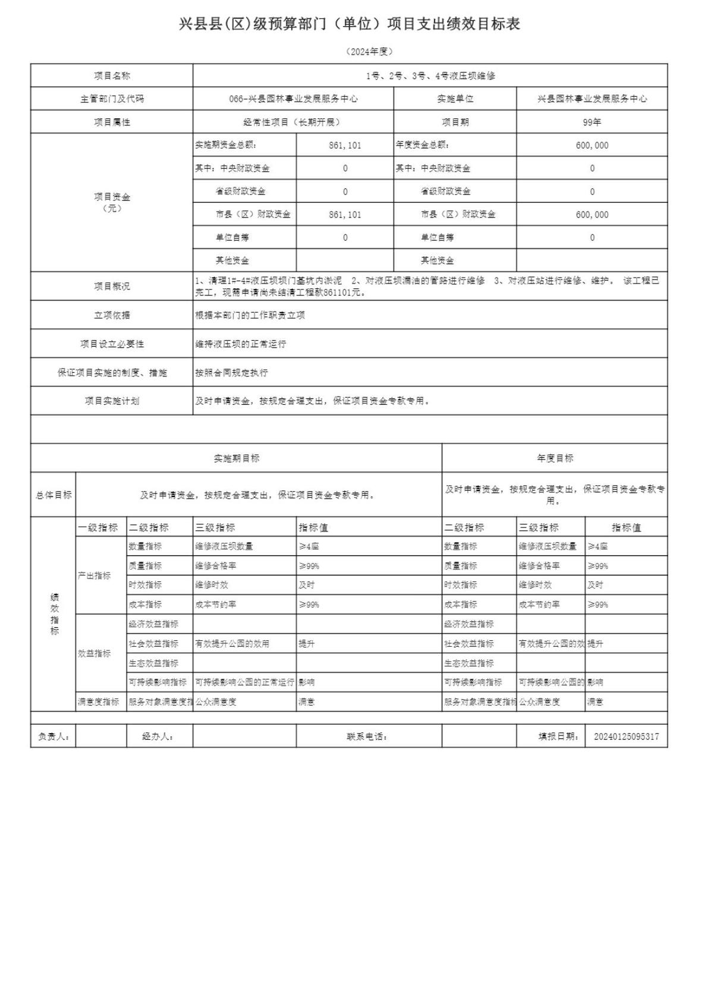 兴县县(区)级预算部门（单位）项目支出绩效目标表
（2024年度）
项目名称 1号、2号、3号、4号液压坝维修
主管部门及代码 066-兴县园林事业发展服务中心 实施单位 兴县园林事业发展服务中心
项目属性 经常性项目（长期开展） 项目期 99年
项目资金
（元）
实施期资金总额： 861,101 年度资金总额： 600,000
其中：中央财政资金 0 其中：中央财政资金 0
省级财政资金 0 省级财政资金 0
市县（区）财政资金 861,101 市县（区）财政资金 600,000
单位自筹 0 单位自筹 0
其他资金 其他资金
项目概况 1、清理1#-4#液压坝坝门基坑内淤泥 2、对液压坝漏油的管路进行维修 3、对液压站进行维修、维护。 该工程已
完工，现需申请尚未结清工程款861101元。
立项依据 根据本部门的工作职责立项
项目设立必要性 维持液压坝的正常运行
保证项目实施的制度、措施 按照合同规定执行
项目实施计划 及时申请资金，按规定合理支出，保证项目资金专款专用。
实施期目标 年度目标
总体目标 及时申请资金，按规定合理支出，保证项目资金专款专用。 及时申请资金，按规定合理支出，保证项目资金专款专
用。
绩
效
指
标
一级指标 二级指标 三级指标 指标值 二级指标 三级指标 指标值
产出指标
数量指标 维修液压坝数量 ≥4座 数量指标 维修液压坝数量 ≥4座
质量指标 维修合格率 ≥99% 质量指标 维修合格率 ≥99%
时效指标 维修时效 及时 时效指标 维修时效 及时
成本指标 成本节约率 ≥99% 成本指标 成本节约率 ≥99%
效益指标
经济效益指标 经济效益指标
社会效益指标 有效提升公园的效用 提升 社会效益指标 有效提升公园的效 提升
生态效益指标 生态效益指标
可持续影响指标 可持续影响公园的正常运行 影响 可持续影响指标 可持续影响公园的 影响
满意度指标 服务对象满意度指 公众满意度 满意 服务对象满意度指标 公众满意度 满意
负责人： 经办人： 联系电话： 填报日期： 20240125095317